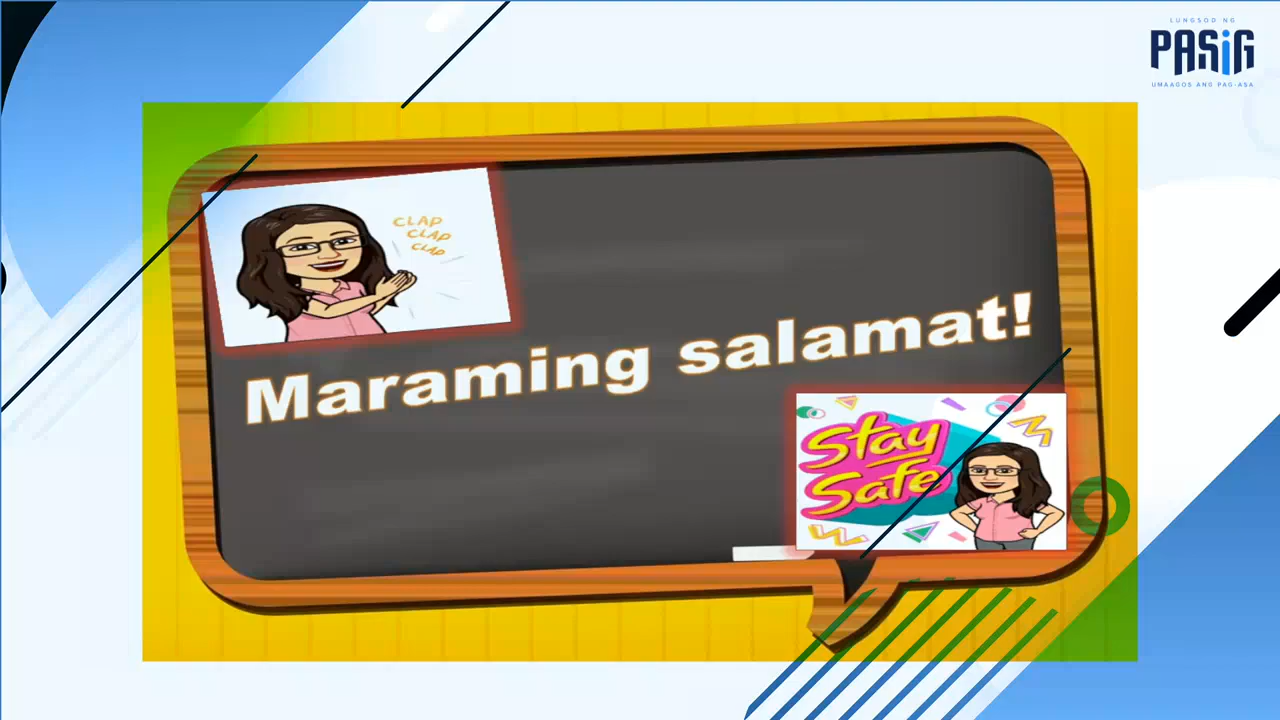 LUNGSOD NG
PASIG
UMAAGOS ANG PAG-ASA
CLAP
CLAP
CLAP
Maraming salamat!
Stay
Safe